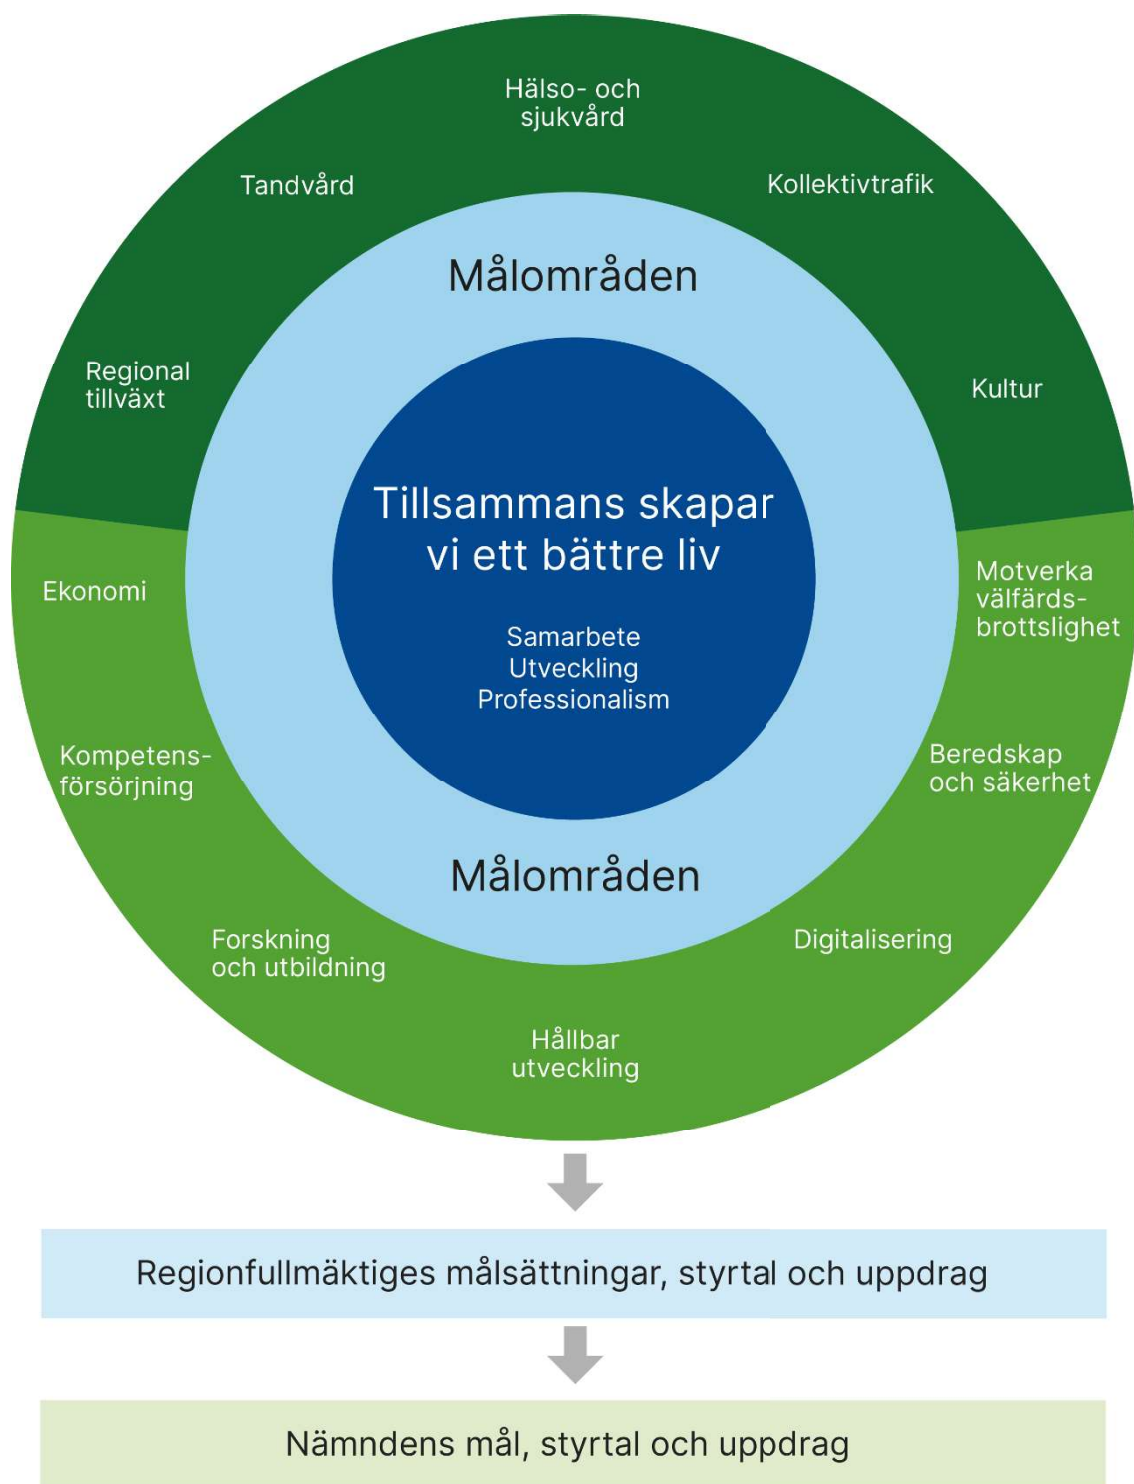 Hälso- och
sjukvård
Tandvård
Kollektivtrafik
Målområden
Regional
tillväxt
Kultur
Tillsammans skapar
vi ett bättre liv
Ekonomi
Motverka
välfärds-
brottslighet
Samarbete
Utveckling
Professionalism
Kompetens-
försörjning
Beredskap
och säkerhet
Målområden
Forskning
och utbildning
Digitalisering
Hållbar
utveckling
Regionfullmäktiges målsättningar, styrtal och uppdrag
Nämndens mål, styrtal och uppdrag